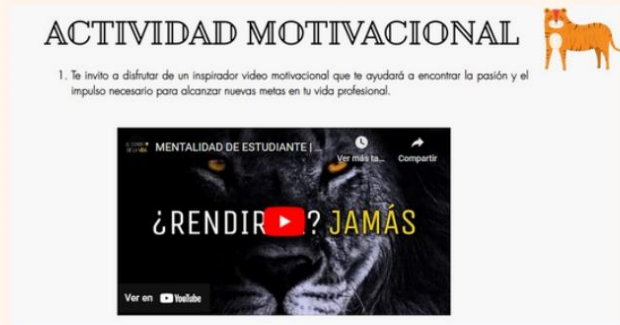 ACTIVIDAD MOTIVACIONAL
1. Te invito a disfrutar de un inspirador video motivacional que te ayudará a encontrar la pasión y el
impulso necesario para alcanzar nuevas metas en tu vida profesional.
MENTALIDAD DE ESTUDIANTE | ...
Ver más ta... Compartir
¿RENDIR ? JAMÁS
Ver en YouTube